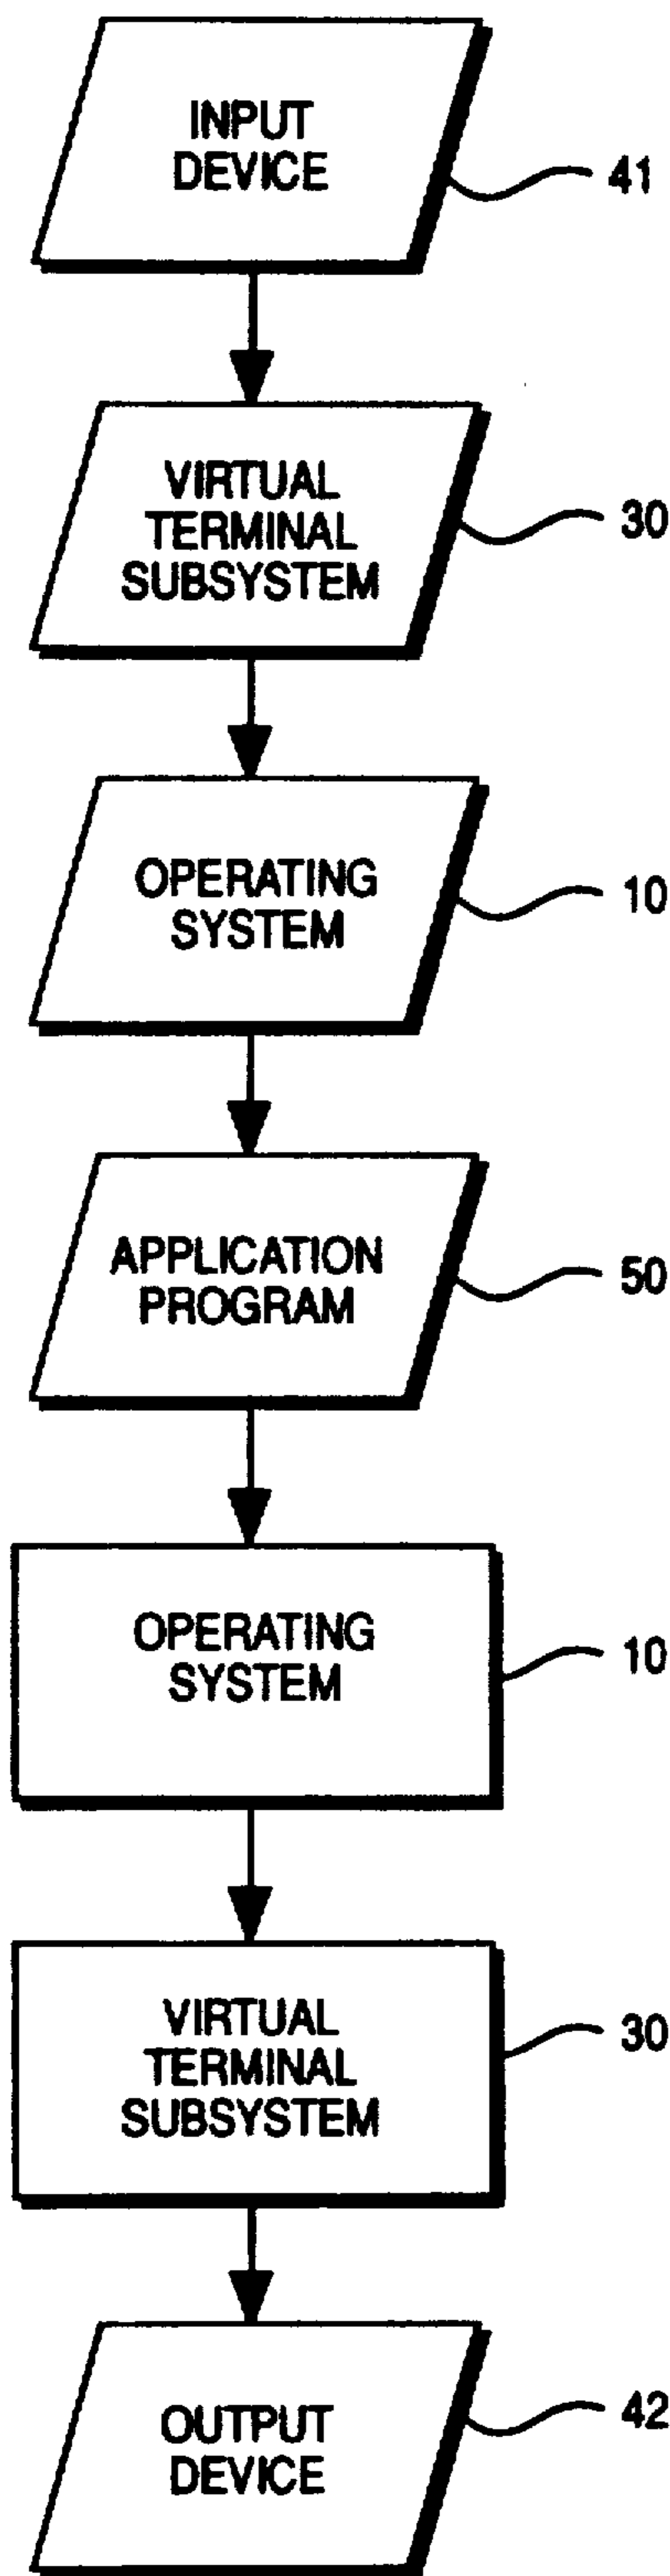 INPUT
DEVICE
41
VIRTUAL
TERMINAL
SUBSYSTEM
30
OPERATING
SYSTEM
10
APPLICATION
PROGRAM
50
OPERATING
SYSTEM
10
VIRTUAL
TERMINAL
SUBSYSTEM
30
OUTPUT
DEVICE
42